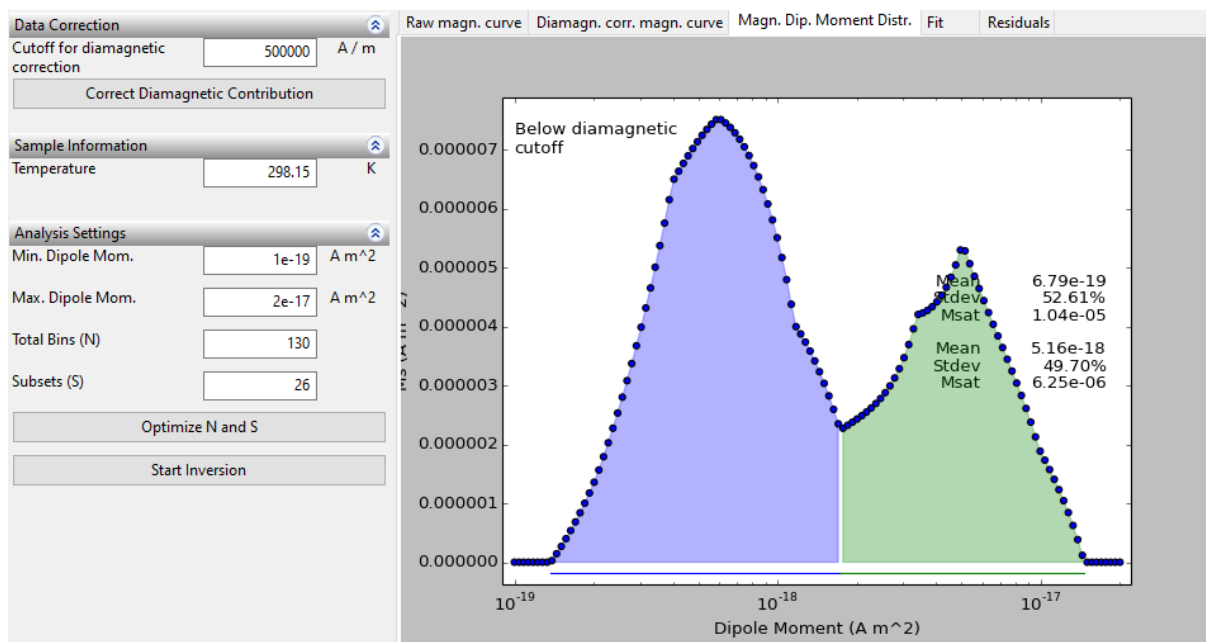 Data Correction
Cutoff for diamagnetic correction 500000 A / m
Correct Diamagnetic Contribution
Sample Information
Temperature 298.15 K
Analysis Settings
Min. Dipole Mom. 1e-19 A m^2
Max. Dipole Mom. 2e-17 A m^2
Total Bins (N) 130
Subsets (S) 26
Optimize N and S
Start Inversion
Raw magn. curve Diamagn. corr. magn. curve Magn. Dip. Moment Distr. Fit Residuals
Below diamagnetic
cutoff
0.000007
0.000006
0.000005
0.000004
0.000003
0.000002
0.000001
0.000000
Mean 6.79e-19
Stdev 52.61%
Msat 1.04e-05
Mean 5.16e-18
Stdev 49.70%
Msat 6.25e-06
10^-19 10^-18 10^-17
Dipole Moment (A m^2)